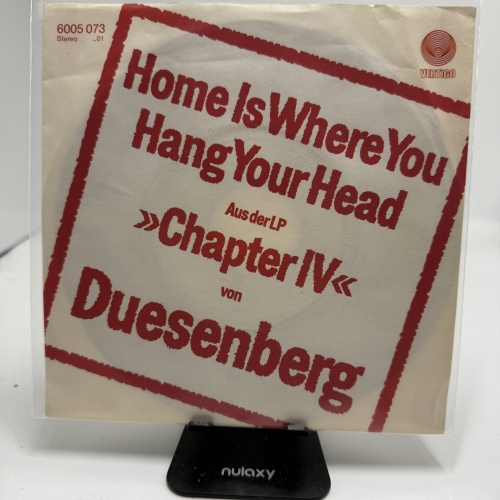 6005 073
Stereo ..01
VERTIGO
Home Is Where You
Hang Your Head
Aus der LP
»Chapter IV«
von
Duesenberg
nulaxy